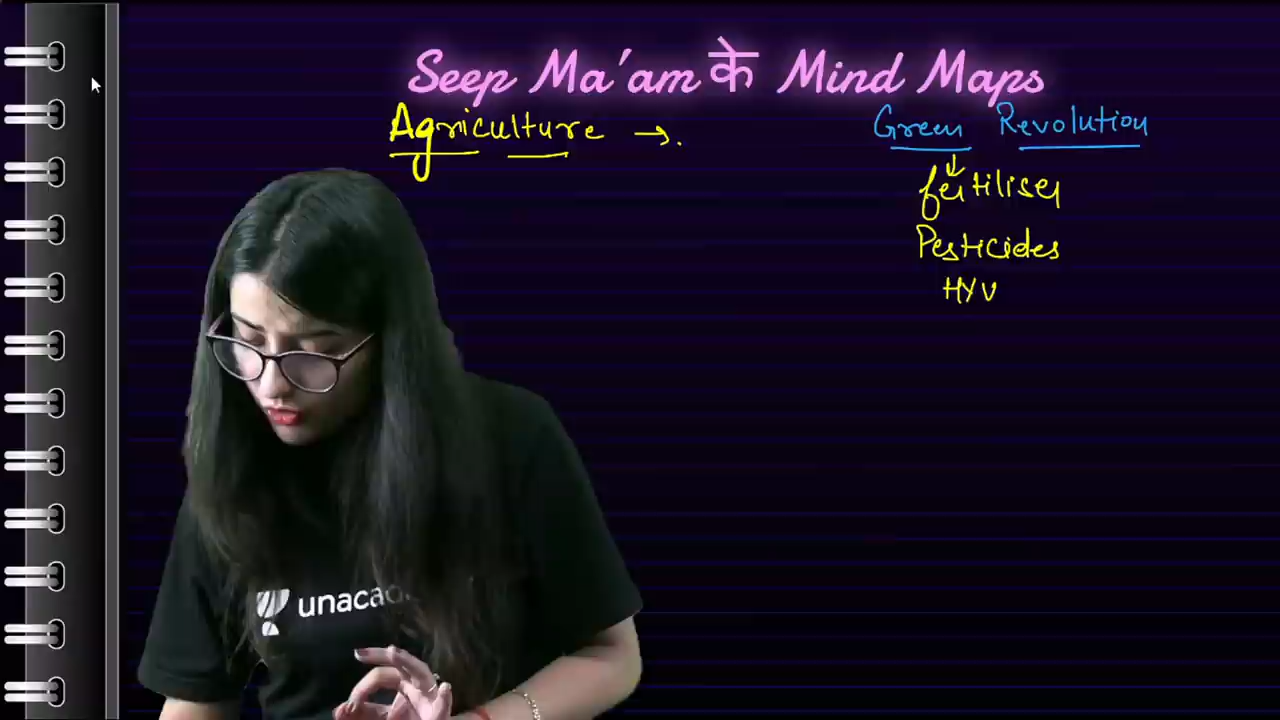 Seep Ma'am के Mind Maps
Agriculture →.
Green Revolution
↓
fertiliser
Pesticides
HYV
unacad